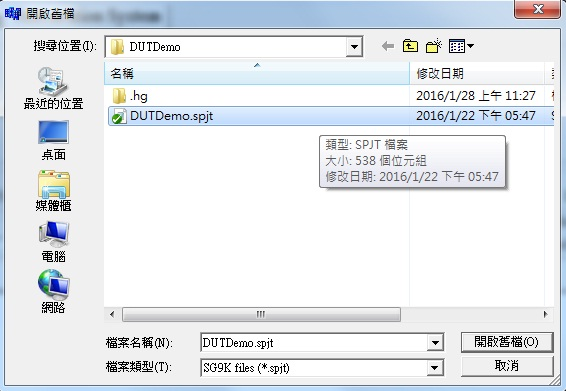 開啟舊檔
搜尋位置(I):
DUTDemo
名稱
修改日期
.hg
2016/1/28 上午 11:27
DUTDemo.spjt
2016/1/22 下午 05:47
類型: SPJT 檔案
大小: 538 個位元組
修改日期: 2016/1/22 下午 05:47
最近的位置
桌面
媒體櫃
電腦
網路
檔案名稱(N):
DUTDemo.spjt
開啟舊檔(O)
檔案類型(T):
SG9K files (*.spjt)
取消